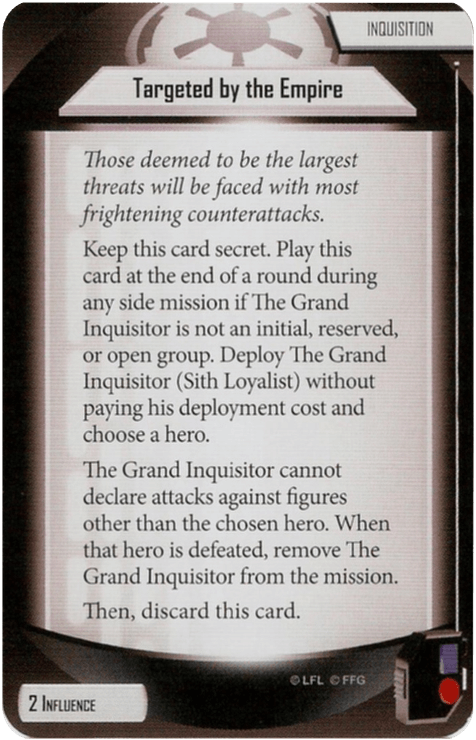 INQUISITION
Targeted by the Empire
Those deemed to be the largest
threats will be faced with most
frightening counterattacks.
Keep this card secret. Play this
card at the end of a round during
any side mission if The Grand
Inquisitor is not an initial, reserved,
or open group. Deploy The Grand
Inquisitor (Sith Loyalist) without
paying his deployment cost and
choose a hero.
The Grand Inquisitor cannot
declare attacks against figures
other than the chosen hero. When
that hero is defeated, remove The
Grand Inquisitor from the mission.
Then, discard this card.
© LFL © FFG
2 INFLUENCE